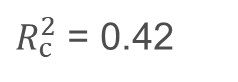 $R_c^2 = 0.42$